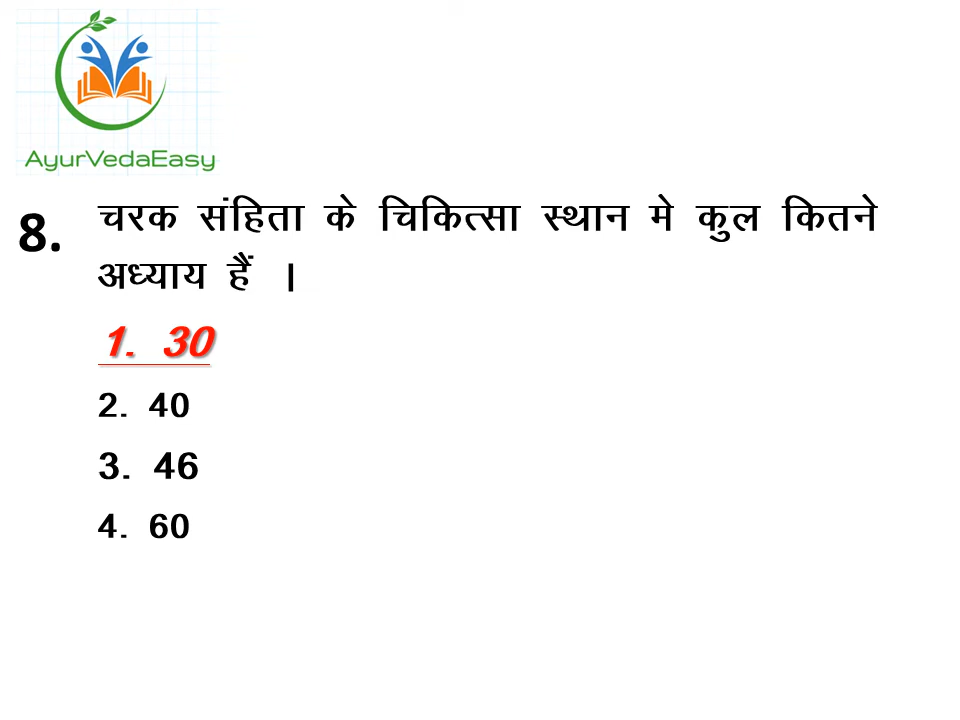 AyurVedaEasy
8. चरक संहिता के चिकित्सा स्थान मे कुल कितने
अध्याय हैं ।
1. 30
2. 40
3. 46
4. 60